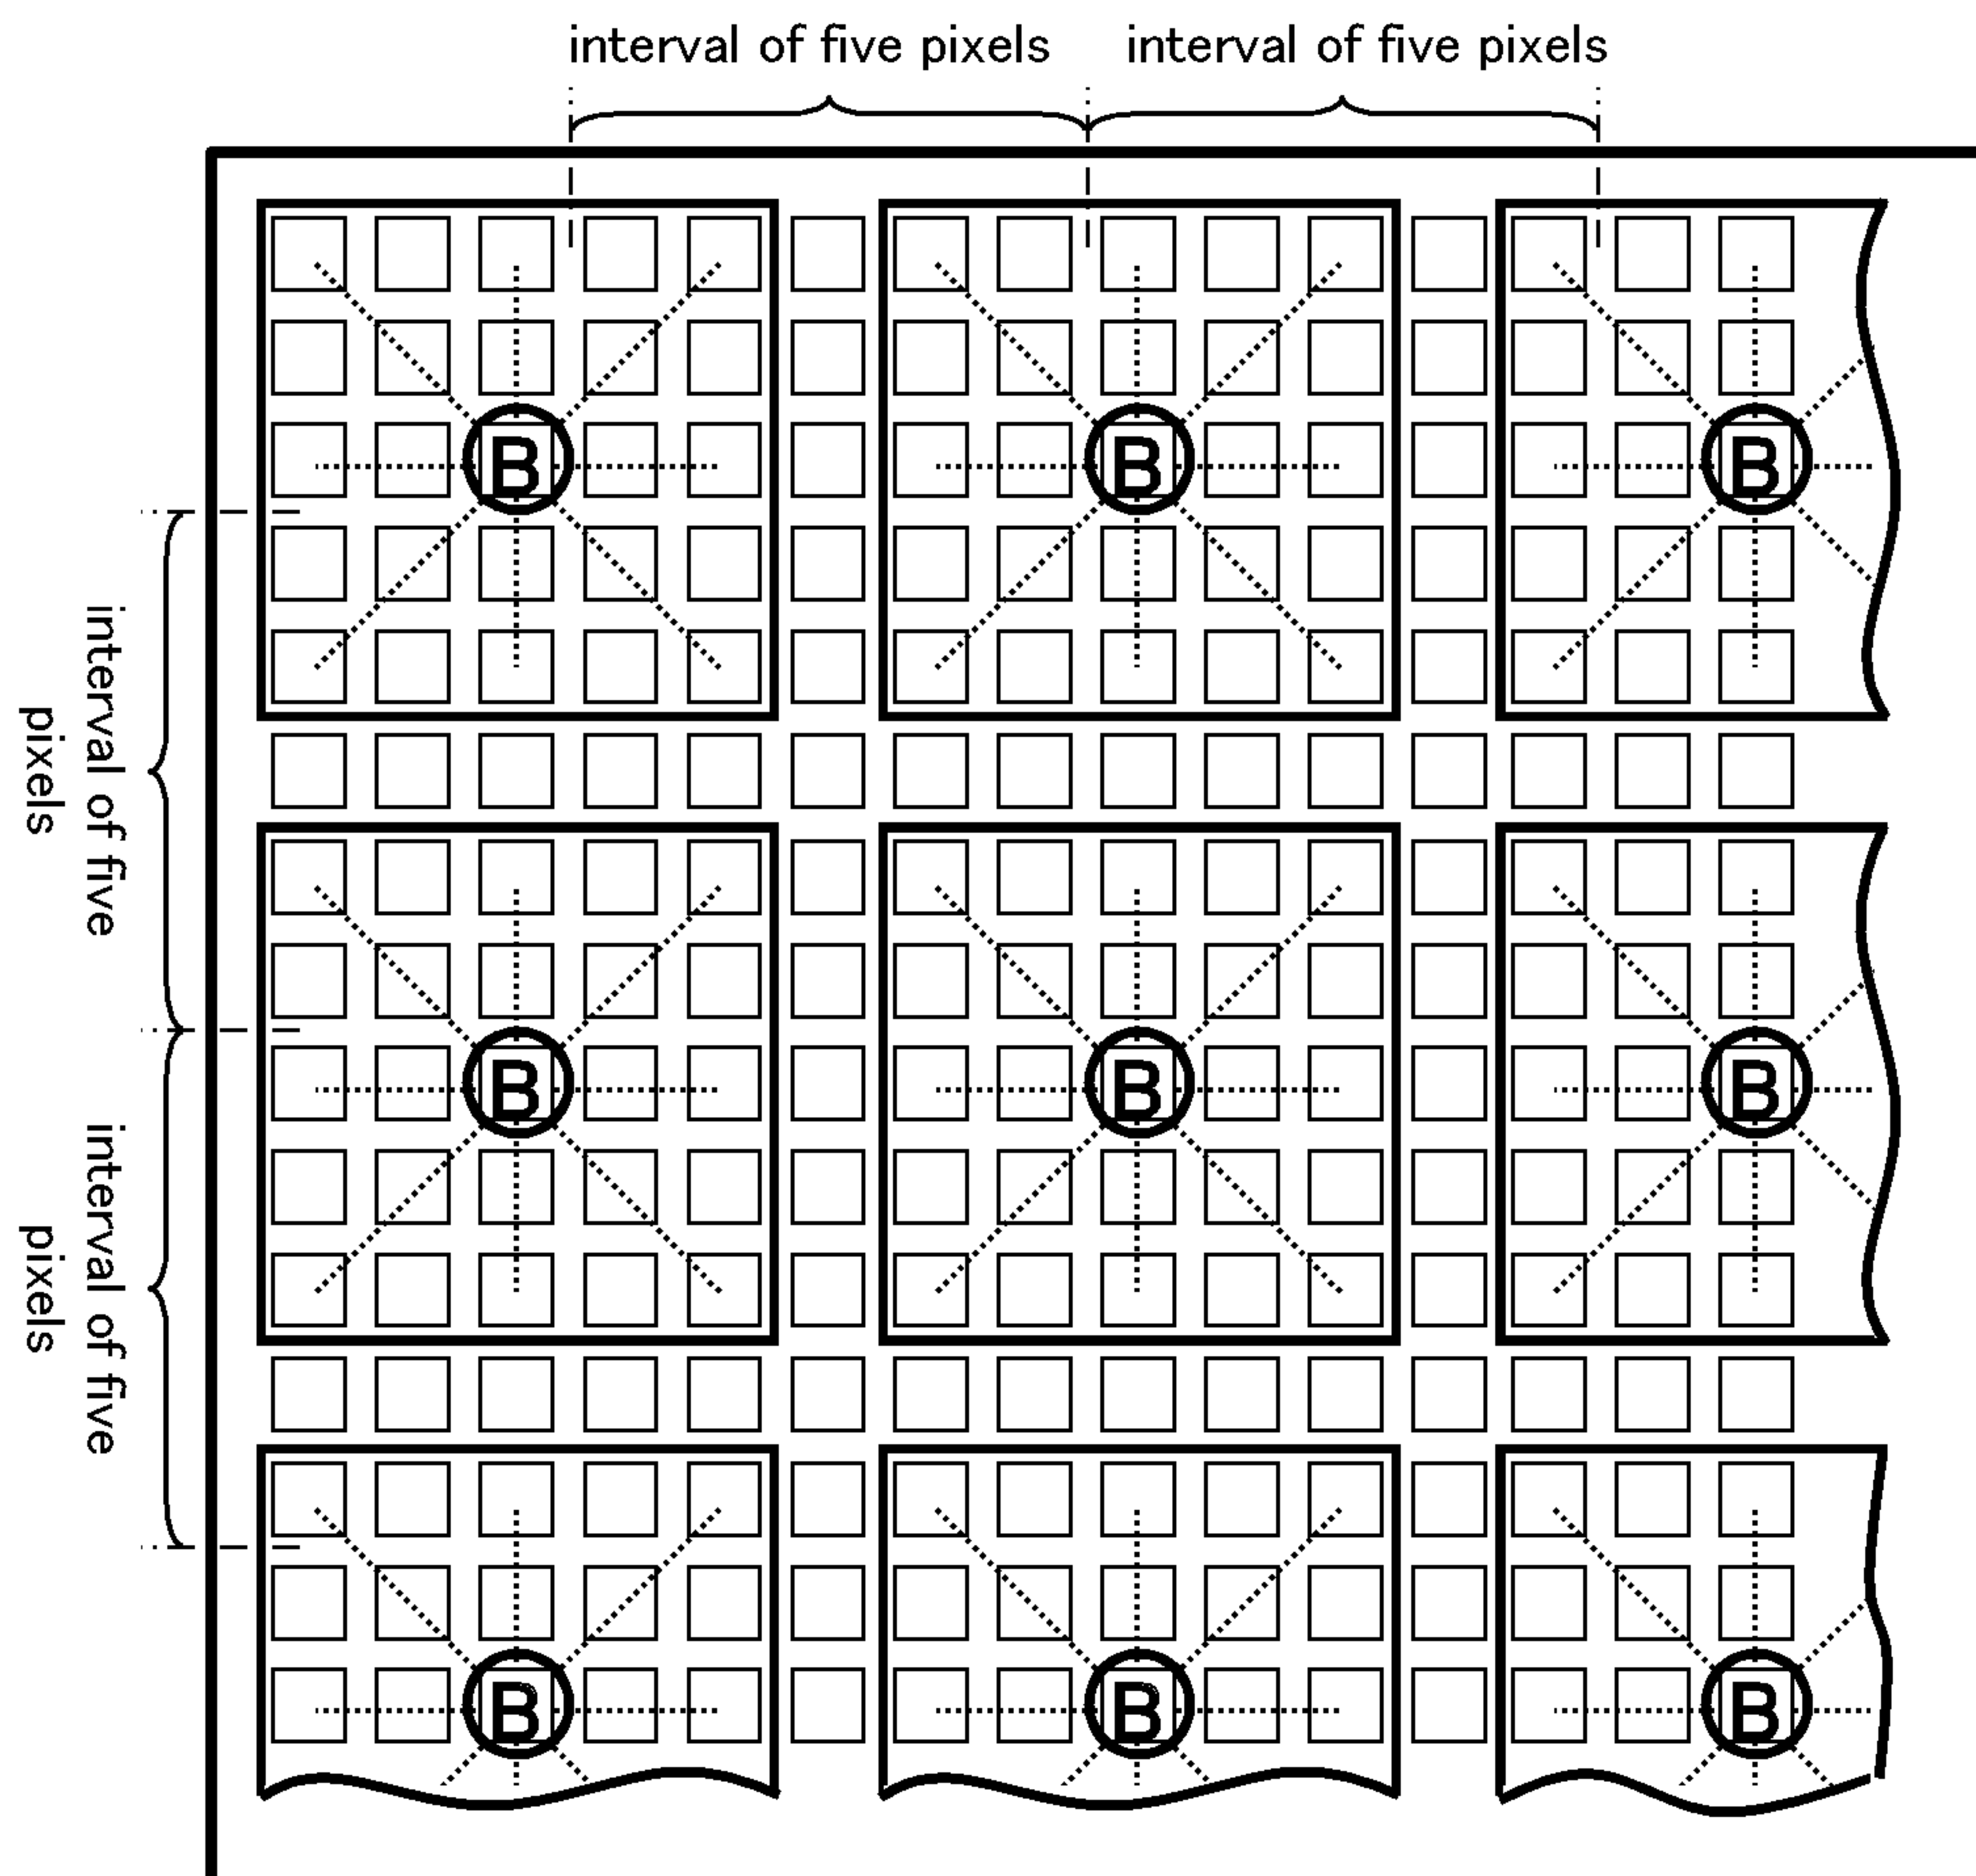 interval of five pixels interval of five pixels
B B B
interval of five
pixels
B B B
interval of five
pixels
B B B